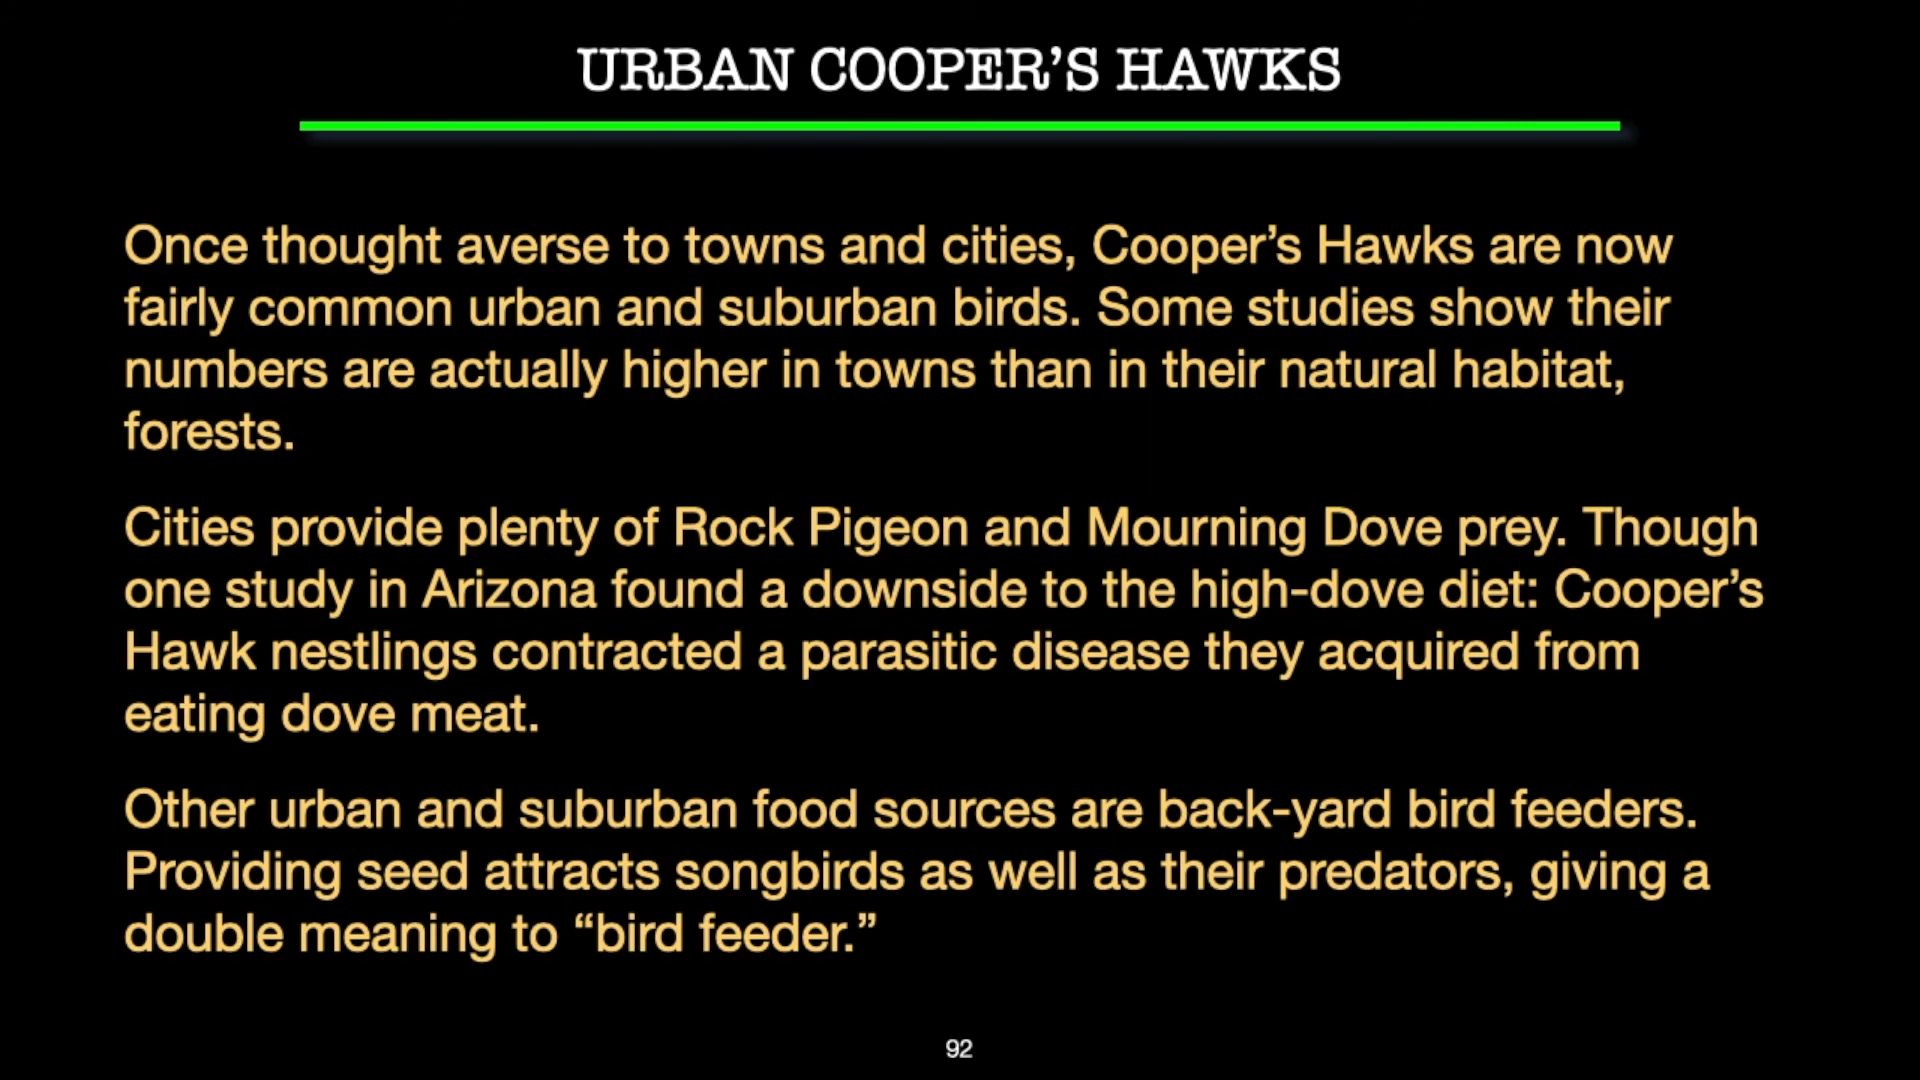 URBAN COOPER’S HAWKS
Once thought averse to towns and cities, Cooper’s Hawks are now
fairly common urban and suburban birds. Some studies show their
numbers are actually higher in towns than in their natural habitat,
forests.
Cities provide plenty of Rock Pigeon and Mourning Dove prey. Though
one study in Arizona found a downside to the high-dove diet: Cooper’s
Hawk nestlings contracted a parasitic disease they acquired from
eating dove meat.
Other urban and suburban food sources are back-yard bird feeders.
Providing seed attracts songbirds as well as their predators, giving a
double meaning to “bird feeder.”
92